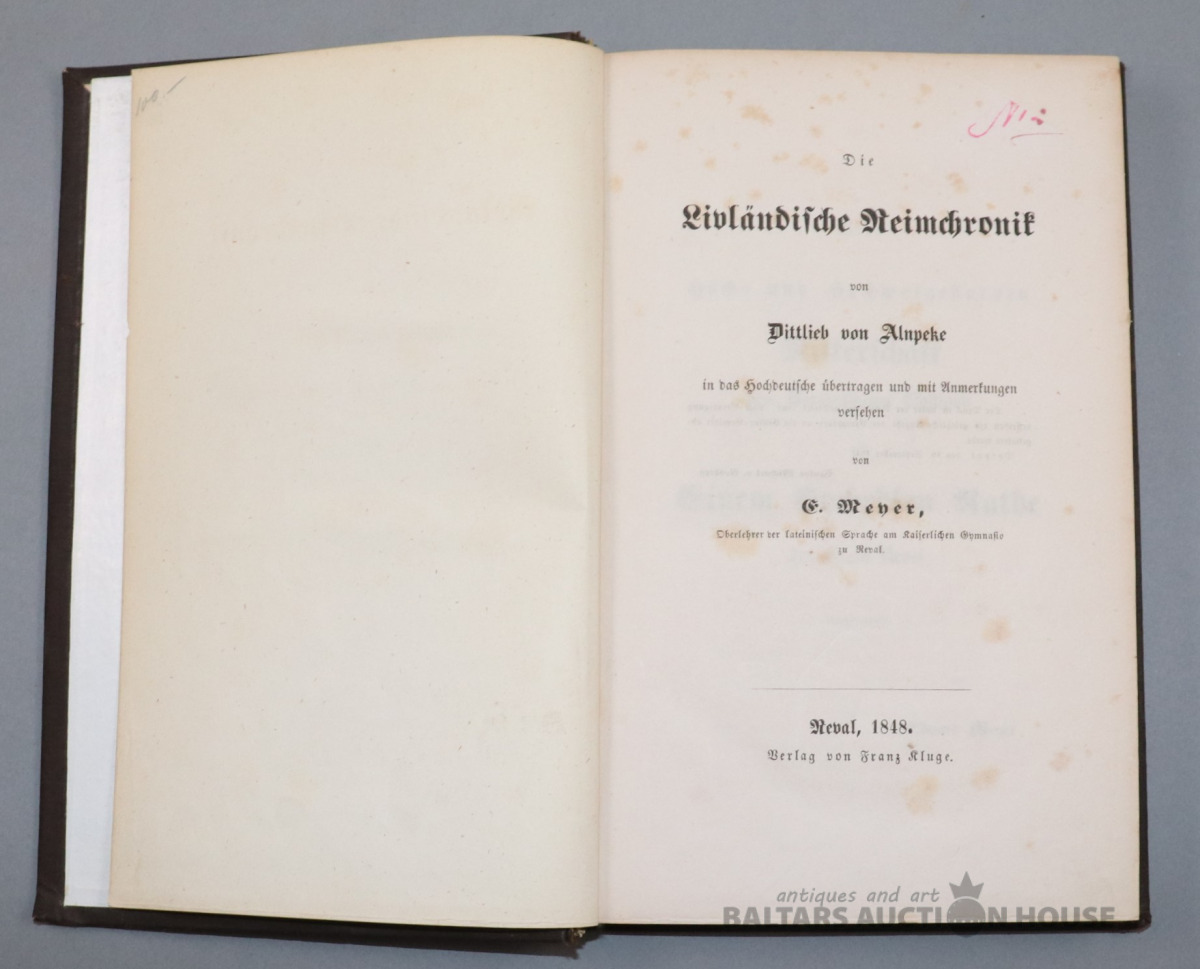 Die
Livländische Reimchronik
von
Dittlieb von Alnpeke
in das Hochdeutsche übertragen und mit Anmerkungen
versehen
von
E. Meyer,
Oberlehrer der lateinischen Sprache am Kaiserlichen Gymnasio
zu Reval.
Reval, 1848.
Verlag von Franz Kluge.
antiques and art
BALTARS AUCTION HOUSE